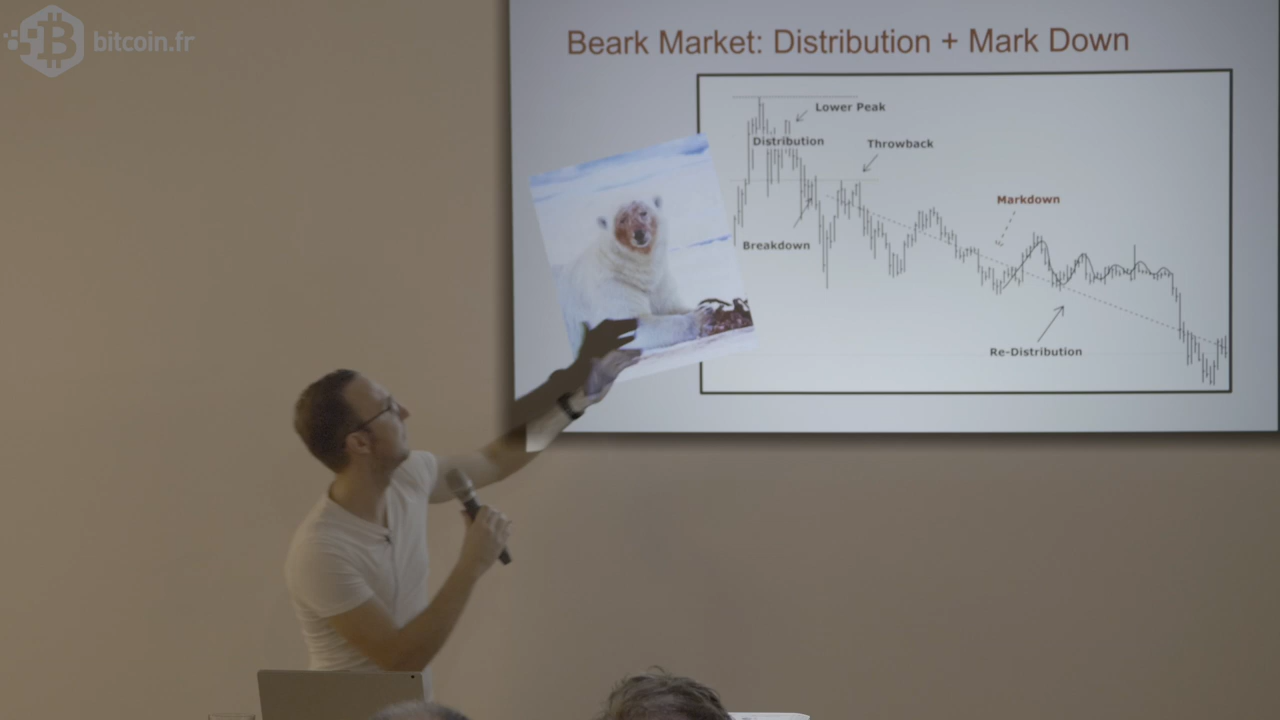 bitcoin.fr
Beark Market: Distribution + Mark Down
Lower Peak
Distribution
Throwback
Markdown
Breakdown
Re-Distribution